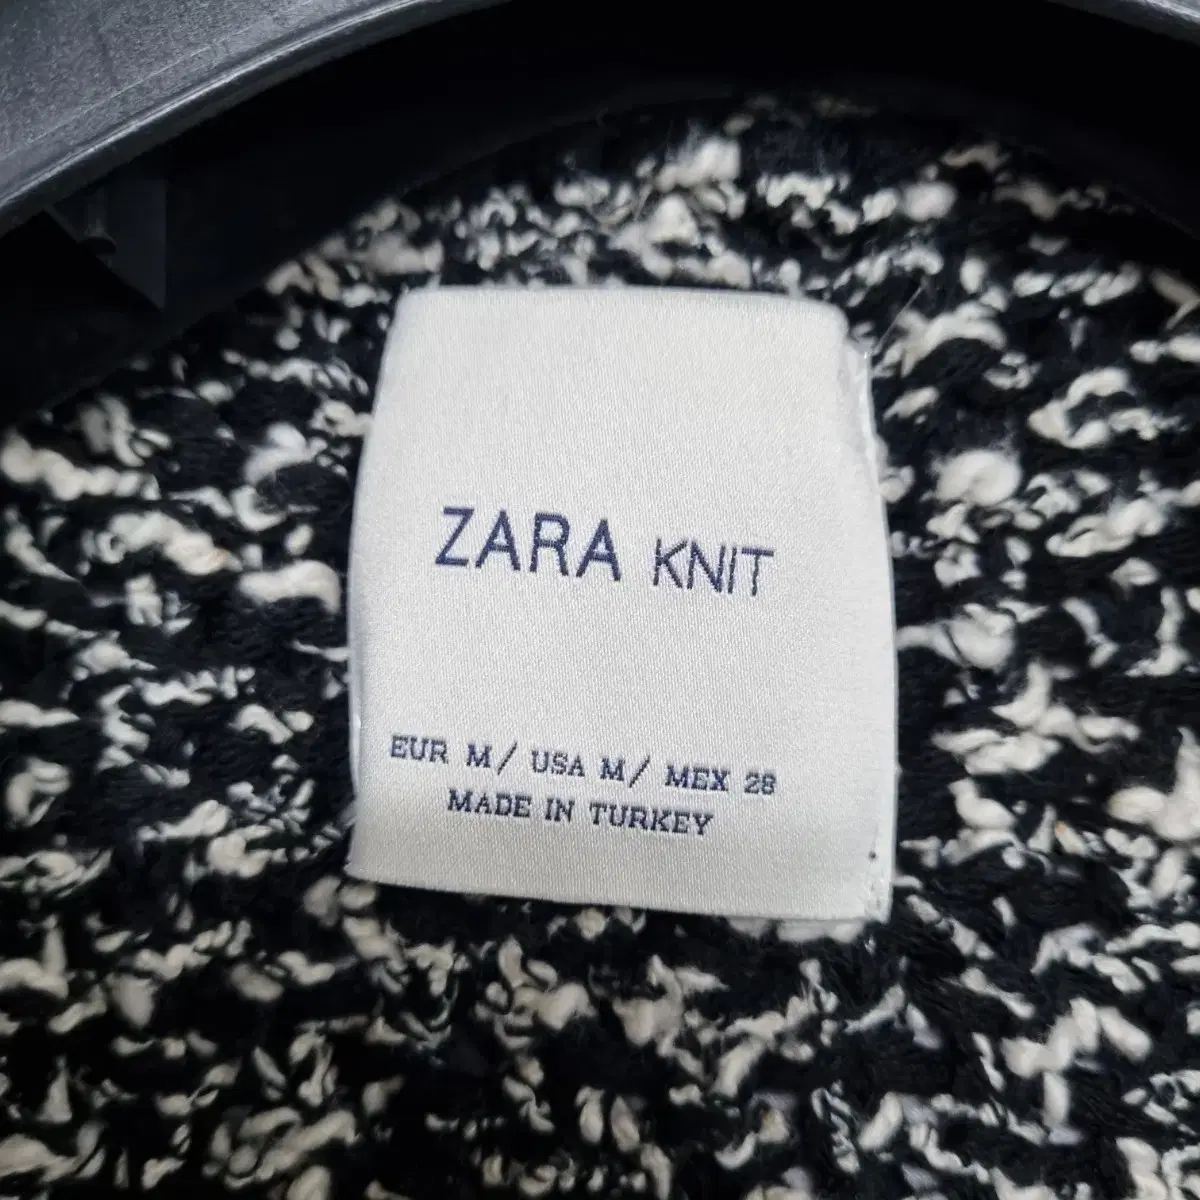 ZARA KNIT
EUR M/ USA M/ MEX 28
MADE IN TURKEY